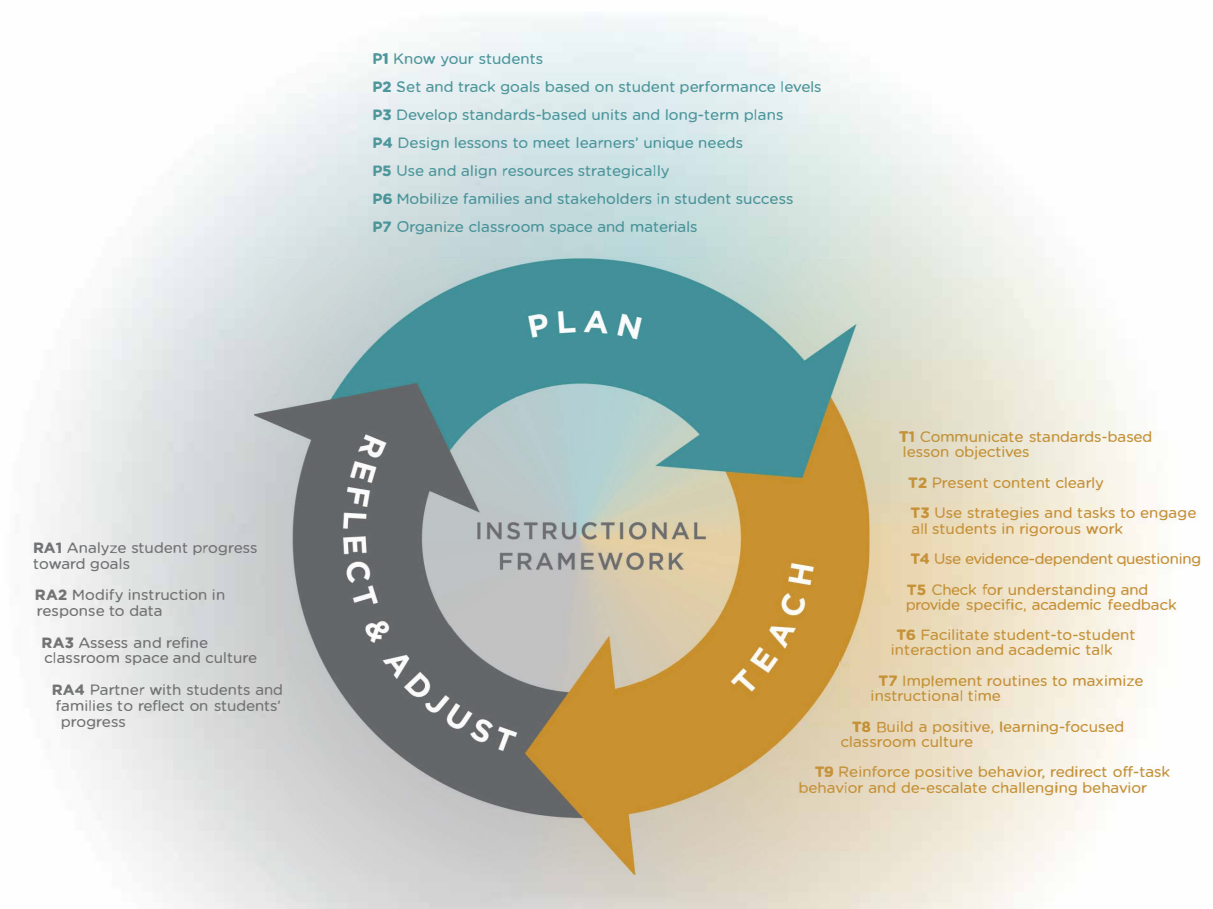 P1 Know your students
P2 Set and track goals based on student performance levels
P3 Develop standards-based units and long-term plans
P4 Design lessons to meet learners’ unique needs
P5 Use and align resources strategically
P6 Mobilize families and stakeholders in student success
P7 Organize classroom space and materials
PLAN
T1 Communicate standards-based
lesson objectives
T2 Present content clearly
T3 Use strategies and tasks to engage
all students in rigorous work
T4 Use evidence-dependent questioning
T5 Check for understanding and
provide specific, academic feedback
T6 Facilitate student-to-student
interaction and academic talk
T7 Implement routines to maximize
instructional time
T8 Build a positive, learning-focused
classroom culture
T9 Reinforce positive behavior, redirect off-task
behavior and de-escalate challenging behavior
TEACH
INSTRUCTIONAL
FRAMEWORK
REFLECT & ADJUST
RA1 Analyze student progress
toward goals
RA2 Modify instruction in
response to data
RA3 Assess and refine
classroom space and culture
RA4 Partner with students and
families to reflect on students’
progress